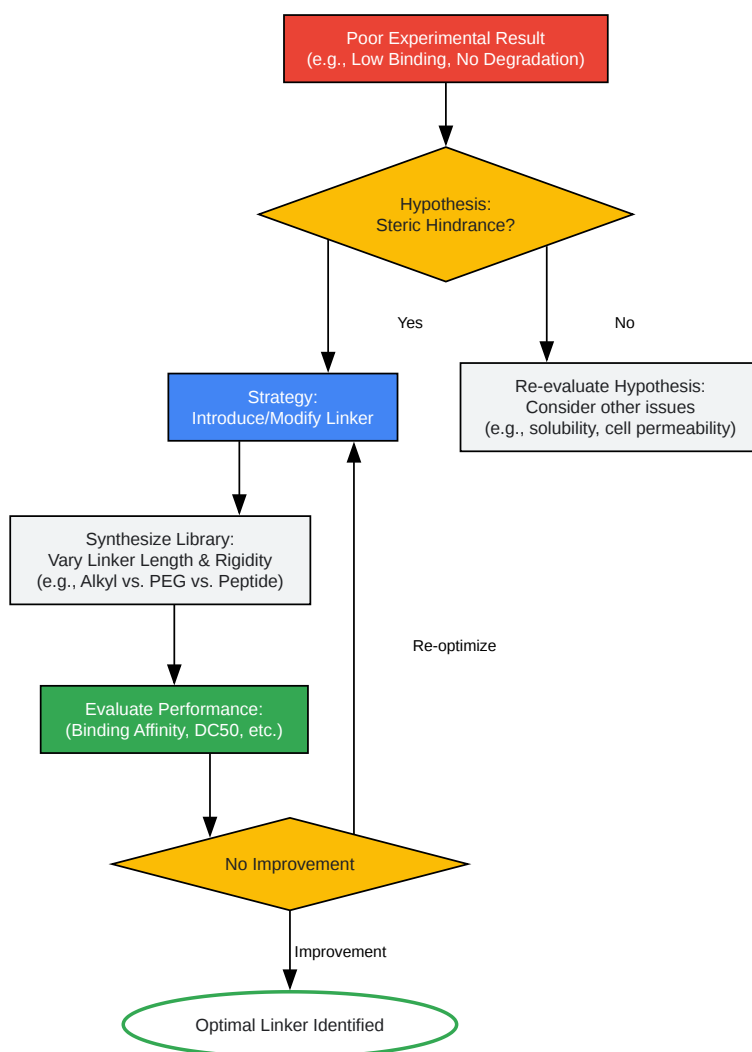 Poor Experimental Result
(e.g., Low Binding, No Degradation)
Hypothesis:
Steric Hindrance?
Yes
No
Strategy:
Introduce/Modify Linker
Re-evaluate Hypothesis:
Consider other issues
(e.g., solubility, cell permeability)
Synthesize Library:
Vary Linker Length & Rigidity
(e.g., Alkyl vs. PEG vs. Peptide)
Re-optimize
Evaluate Performance:
(Binding Affinity, DC50, etc.)
No Improvement
Improvement
Optimal Linker Identified